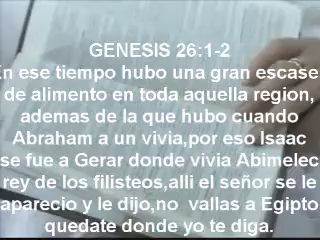 GENESIS 26:1-2
En ese tiempo hubo una gran escase
de alimento en toda aquella region,
ademas de la que hubo cuando
Abraham a un vivia,por eso Isaac
se fue a Gerar donde vivia Abimelec
rey de los filisteos,alli el señor se le
aparecio y le dijo,no  vallas a Egipto
quedate donde yo te diga.